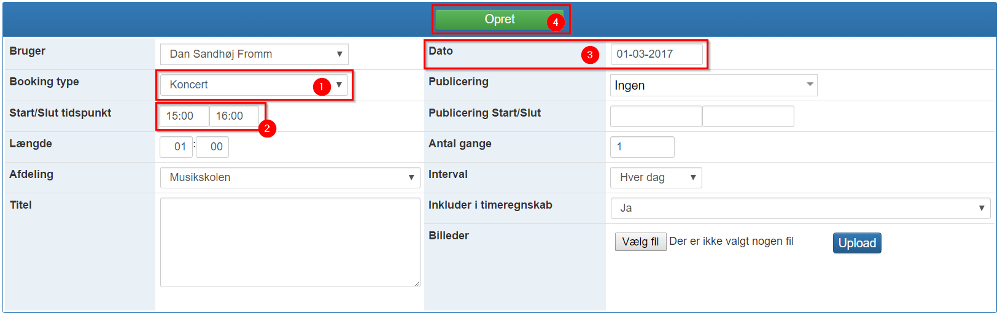 Opret 4
Bruger Dan Sandhøj Fromm Dato 3 01-03-2017
Booking type Koncert 1 Publicering Ingen
Start/Slut tidspunkt 15:00 16:00 2 Publicering Start/Slut
Længde 01 : 00 Antal gange 1
Afdeling Musikskolen Interval Hver dag
Titel Inkluder i timeregnskab Ja
Billeder Vælg fil Der er ikke valgt nogen fil Upload